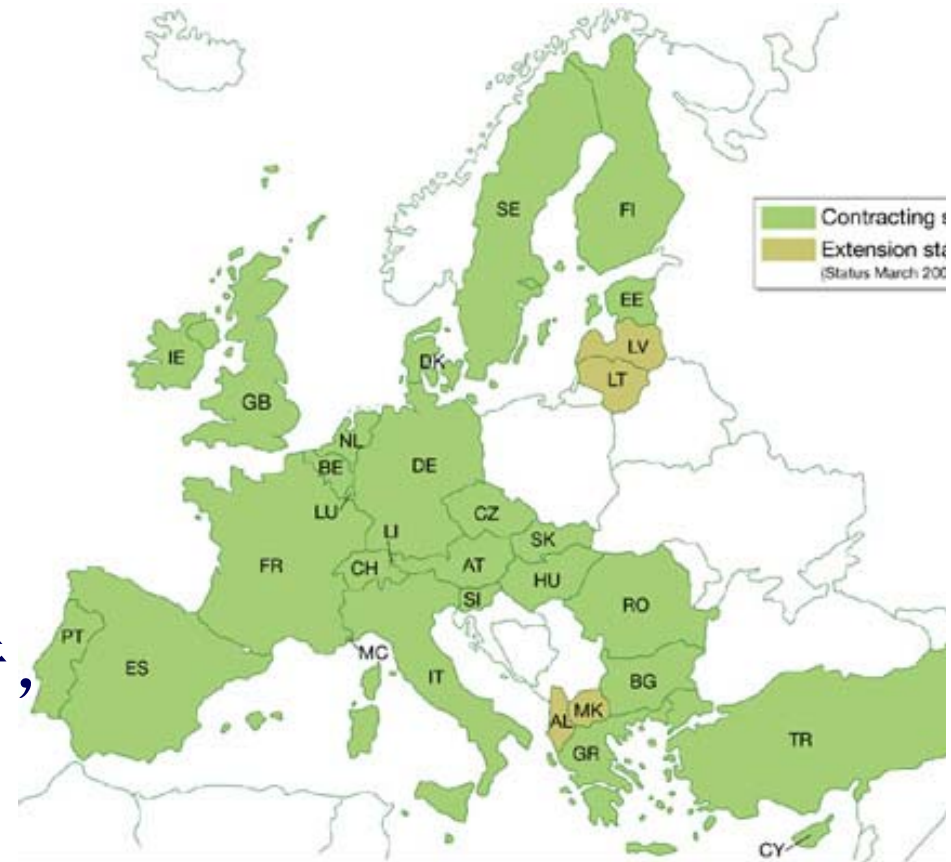 SE
FI
Contracting s
Extension sta
(Status March 200
EE
LV
LT
IE
DK
GB
NL
BE
DE
LU
CZ
LI
SK
FR
CH
AT
HU
SI
RO
PT
ES
MC
IT
BG
AL
MK
GR
TR
CY